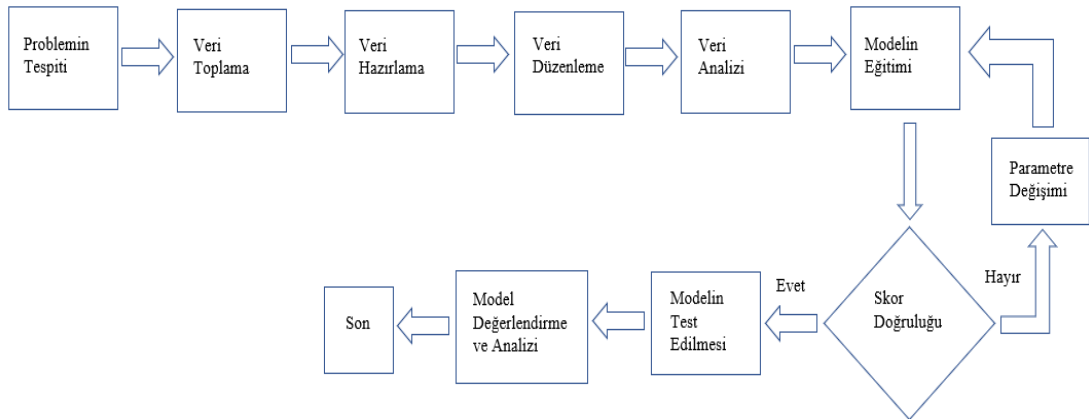 Problemin
Tespiti
Veri
Toplama
Veri
Hazırlama
Veri
Düzenleme
Veri
Analizi
Modelin
Eğitimi
Parametre
Değişimi
Hayır
Skor
Doğruluğu
Evet
Modelin
Test
Edilmesi
Model
Değerlendirme
ve Analizi
Son